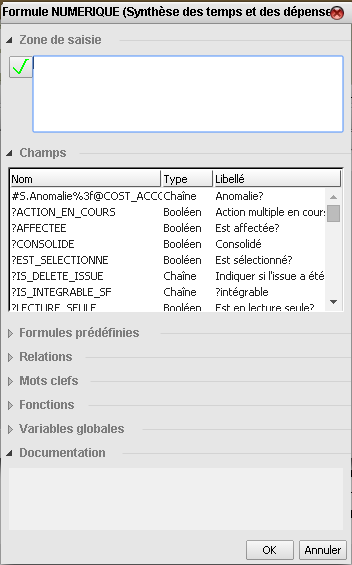 Formule NUMERIQUE (Synthèse des temps et des dépense
Zone de saisie
Champs
Nom Type Libellé
#S.Anomalie%3f@COST_ACCO Chaîne Anomalie?
?ACTION_EN_COURS Booléen Action multiple en cours
?AFFECTEE Booléen Est affectée?
?CONSOLIDE Booléen Consolidé
?EST_SELECTIONNE Booléen Est sélectionné?
?IS_DELETE_ISSUE Chaîne Indiquer si l'issue a été
?IS_INTEGRABLE_SF Chaîne ?intégrable
?LECTURE_SEULE Booléen Est en lecture seule?
Formules prédéfinies
Relations
Mots clefs
Fonctions
Variables globales
Documentation
OK Annuler